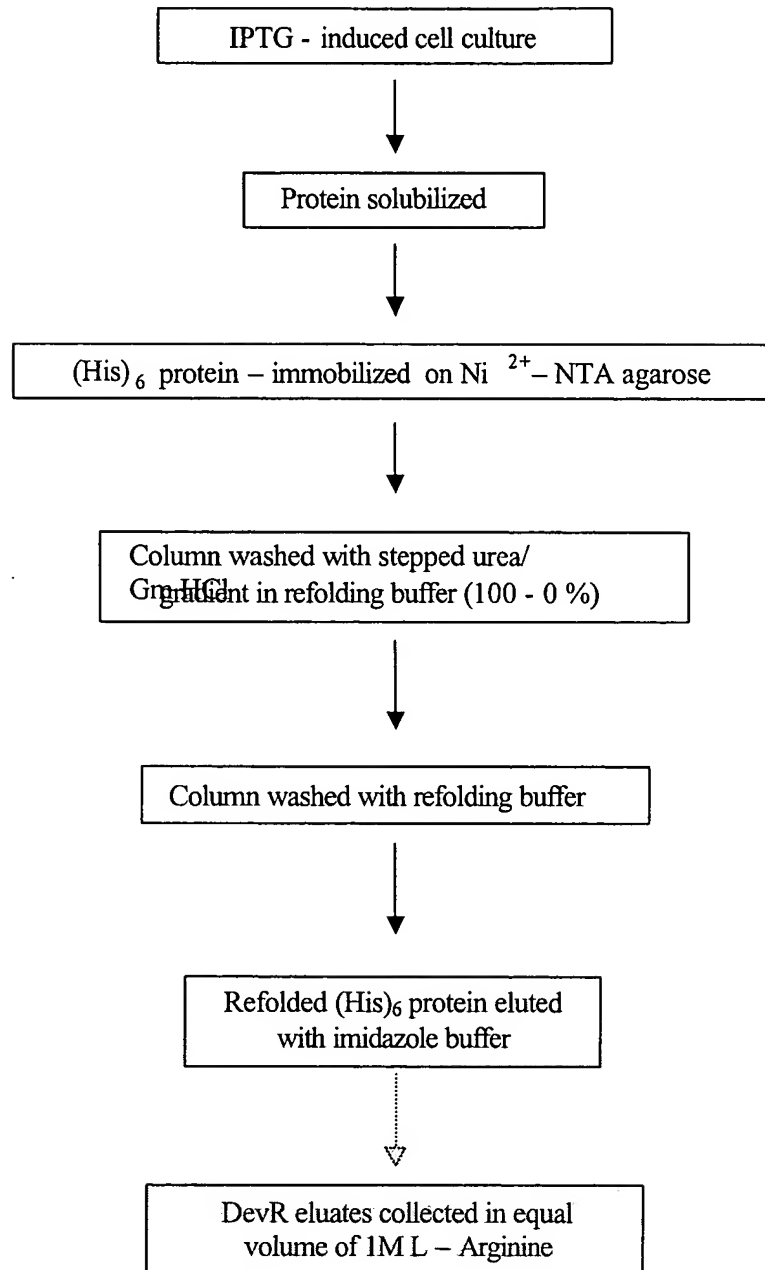 IPTG - induced cell culture
Protein solubilized
(His)6 protein – immobilized on Ni 2+– NTA agarose
Column washed with stepped urea/
Gm HCl
gradient in refolding buffer (100 - 0 %)
Column washed with refolding buffer
Refolded (His)6 protein eluted
with imidazole buffer
DevR eluates collected in equal
volume of 1M L – Arginine